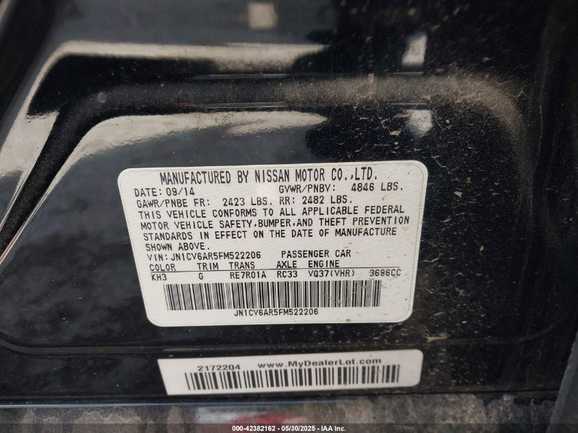 MANUFACTURED BY NISSAN MOTOR CO.,LTD.
DATE: 09/14 GVWR/PNBV: 4846 LBS.
GAWR/PNBE FR: 2423 LBS. RR: 2482 LBS.
THIS VEHICLE CONFORMS TO ALL APPLICABLE FEDERAL
MOTOR VEHICLE SAFETY,BUMPER,AND THEFT PREVENTION
STANDARDS IN EFFECT ON THE DATE OF MANUFACTURE
SHOWN ABOVE.
VIN:JN1CV6AR5FM522206 PASSENGER CAR
COLOR TRIM TRANS AXLE ENGINE
KH3 G RE7R01A RC33 VQ37(VHR) 3696CC
JN1CV6AR5FM522206
2172204 www.MyDealerLot.com
000-42382162 - 05/30/2025 - IAA Inc.